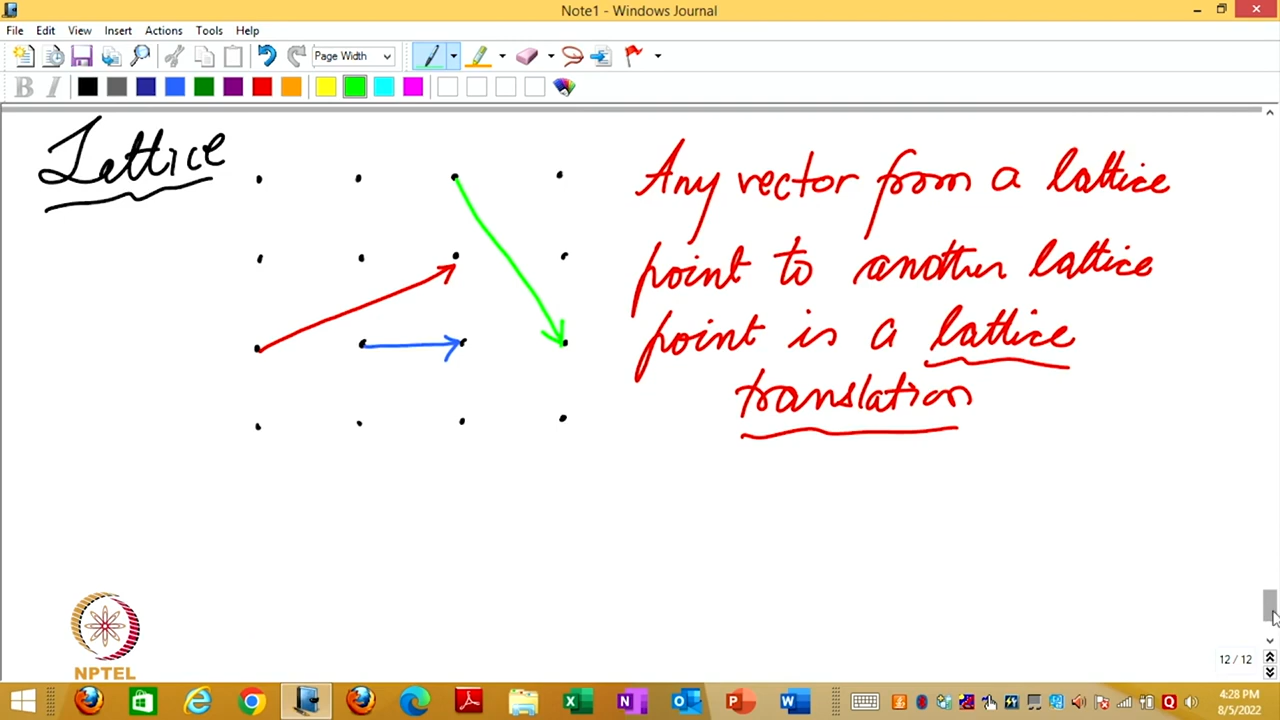 Note1 - Windows Journal
File Edit View Insert Actions Tools Help
Page Width
B I
Lattice
Any vector from a lattice
point to another lattice
point is a lattice
translation
NPTEL
12 / 12
4:28 PM
8/5/2022